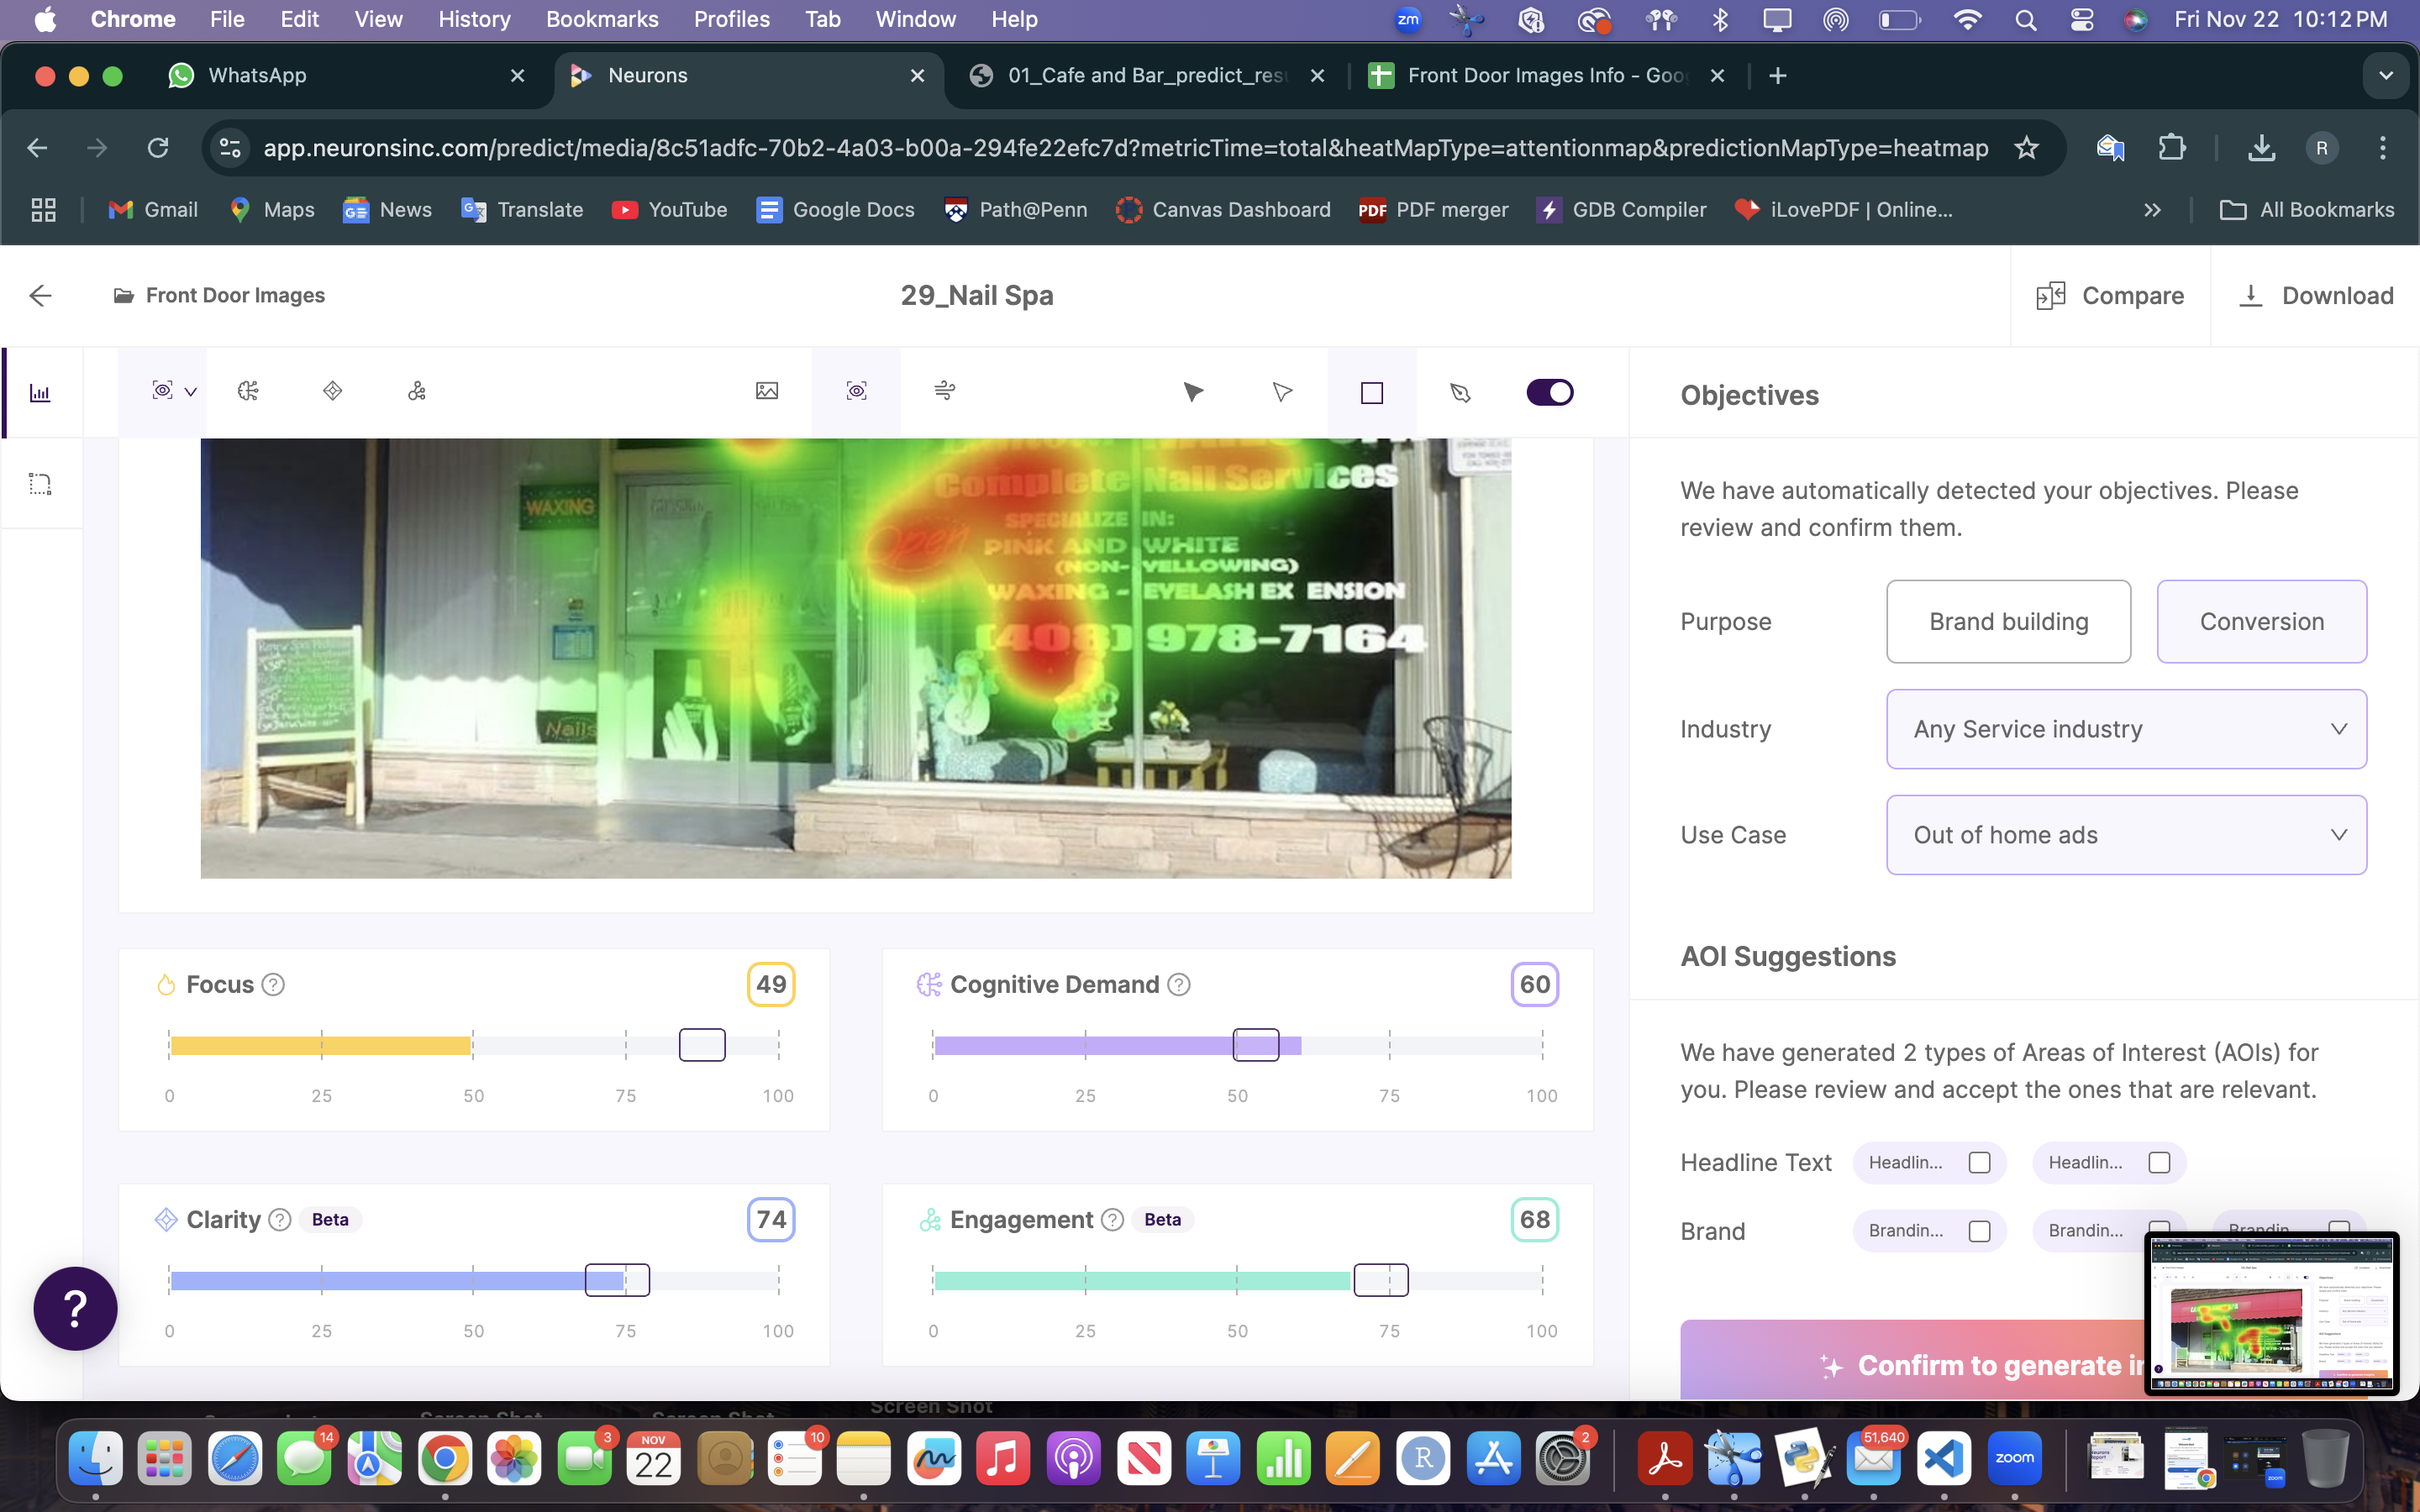 Chrome File Edit View History Bookmarks Profiles Tab Window Help
zm
Fri Nov 22 10:12 PM
WhatsApp
Neurons
01_Cafe and Bar_predict_res
Front Door Images Info - Goo
app.neuronsinc.com/predict/media/8c51adfc-70b2-4a03-b00a-294fe22efc7d?metricTime=total&heatMapType=attentionmap&predictionMapType=heatmap
R
Gmail Maps News Translate YouTube Google Docs Path@Penn Canvas Dashboard PDF PDF merger GDB Compiler iLovePDF | Online... All Bookmarks
Front Door Images
29_Nail Spa
Compare
Download
Objectives
We have automatically detected your objectives. Please
review and confirm them.
Purpose
Brand building
Conversion
Industry
Any Service industry
Use Case
Out of home ads
AOI Suggestions
We have generated 2 types of Areas of Interest (AOIs) for
you. Please review and accept the ones that are relevant.
Headline Text
Headlin...
Headlin...
Brand
Brandin...
Brandin...
Brandin
Confirm to generate in
WAXING
Complete Nail Services
SPECIALIZE IN:
Open
PINK AND WHITE
(NON- YELLOWING)
WAXING - EYELASH EX ENSION
(408) 978-7164
Nails
Focus ?
49
0 25 50 75 100
Cognitive Demand ?
60
0 25 50 75 100
Clarity ? Beta
74
0 25 50 75 100
Engagement ? Beta
68
0 25 50 75 100
?
Screen Shot
14
3
NOV
22
10
R
2
51,640
zoom